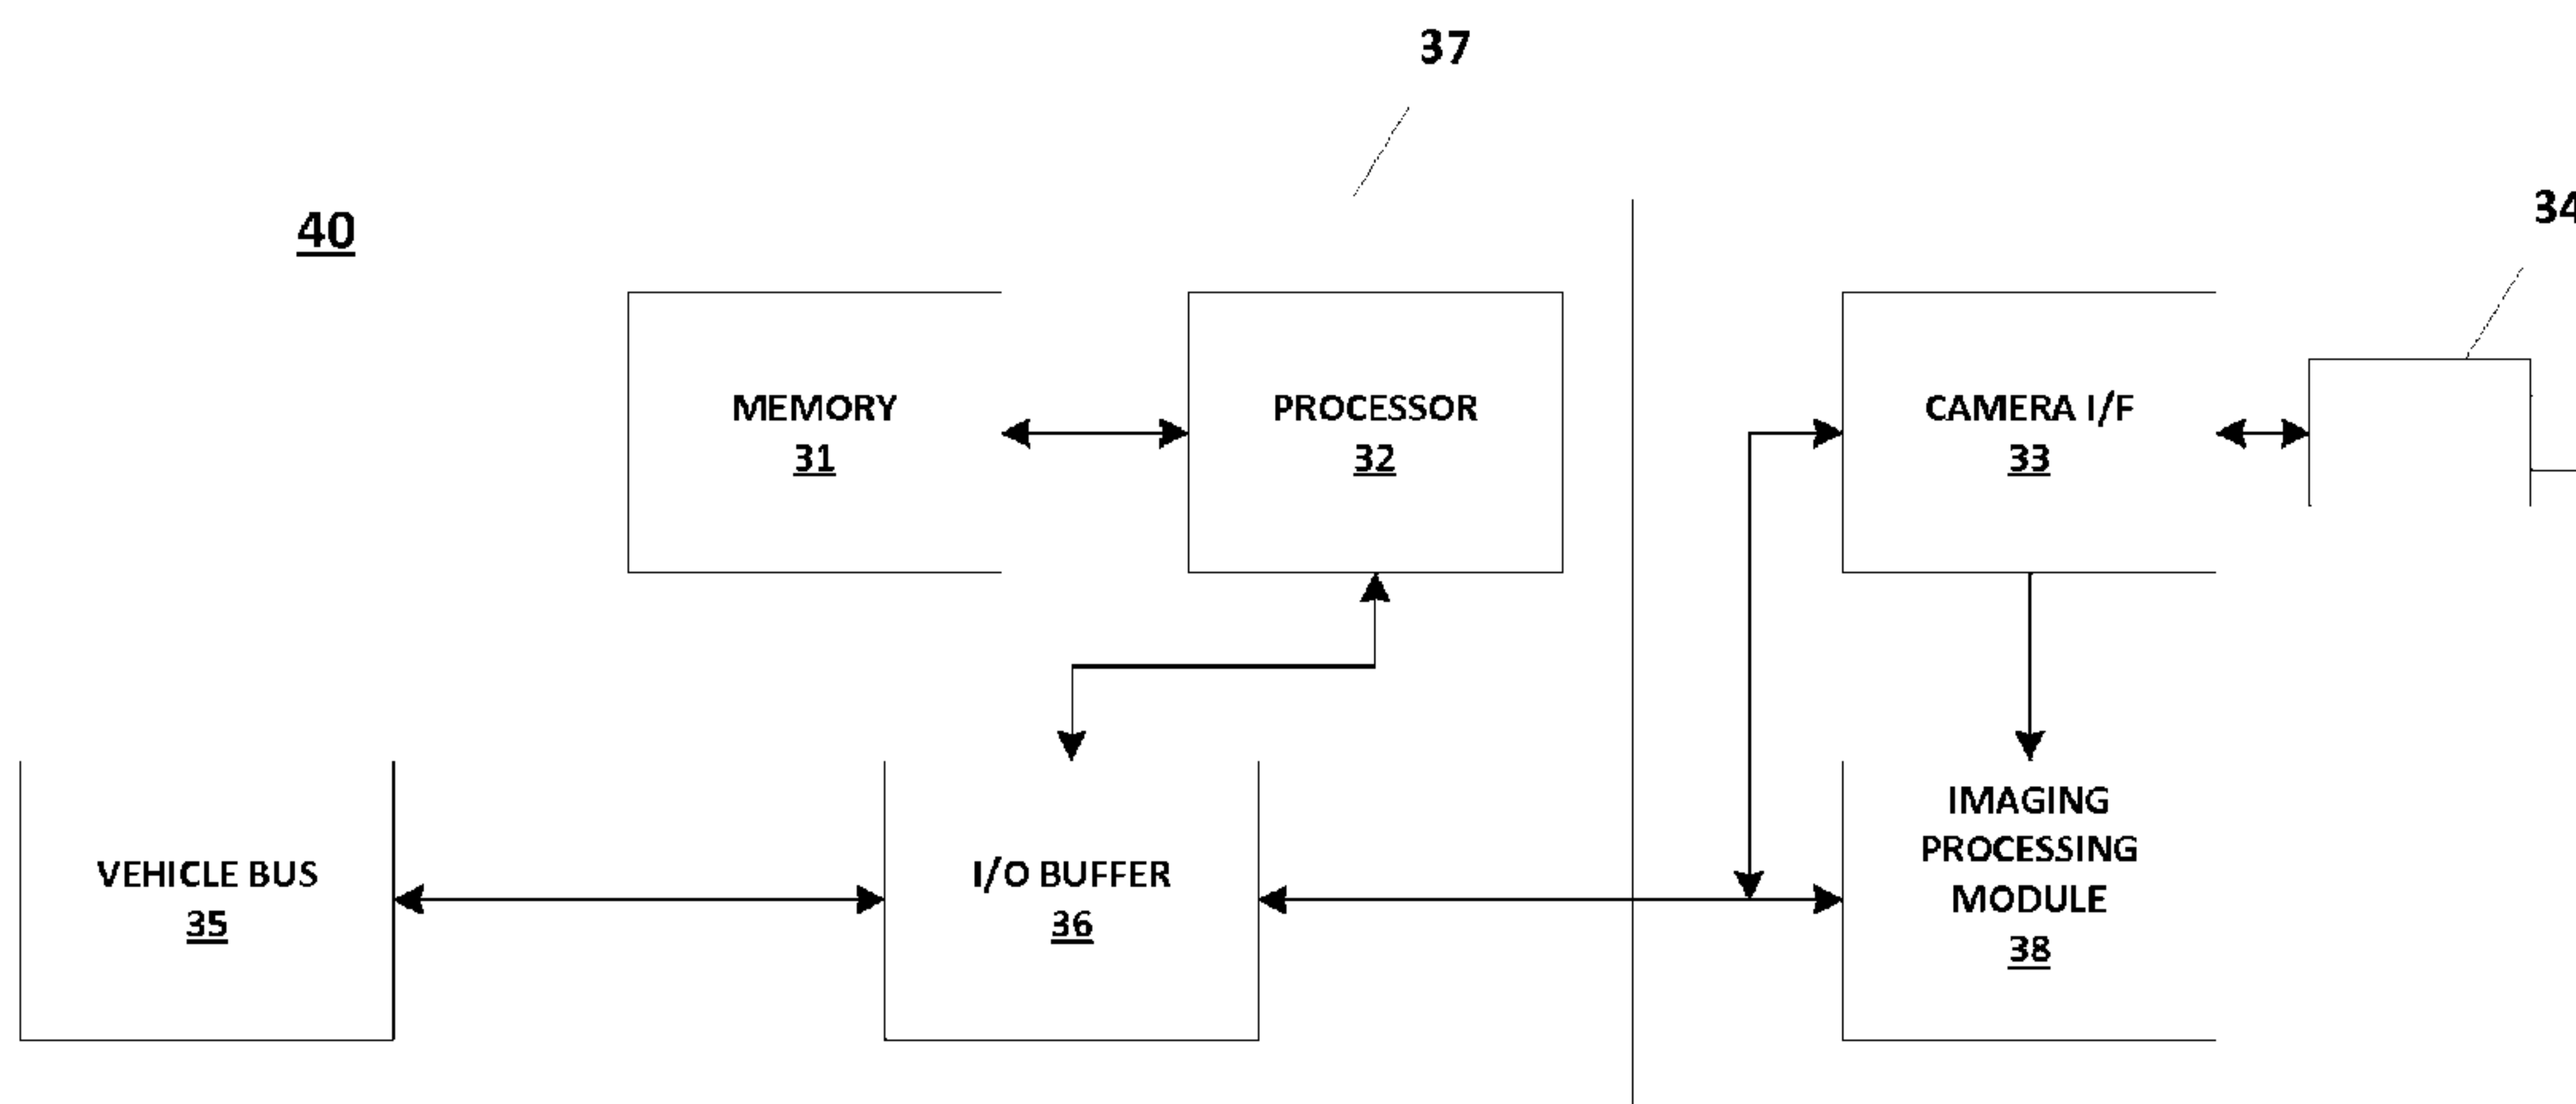 37
34
40
MEMORY
31
PROCESSOR
32
CAMERA I/F
33
VEHICLE BUS
35
I/O BUFFER
36
IMAGING
PROCESSING
MODULE
38